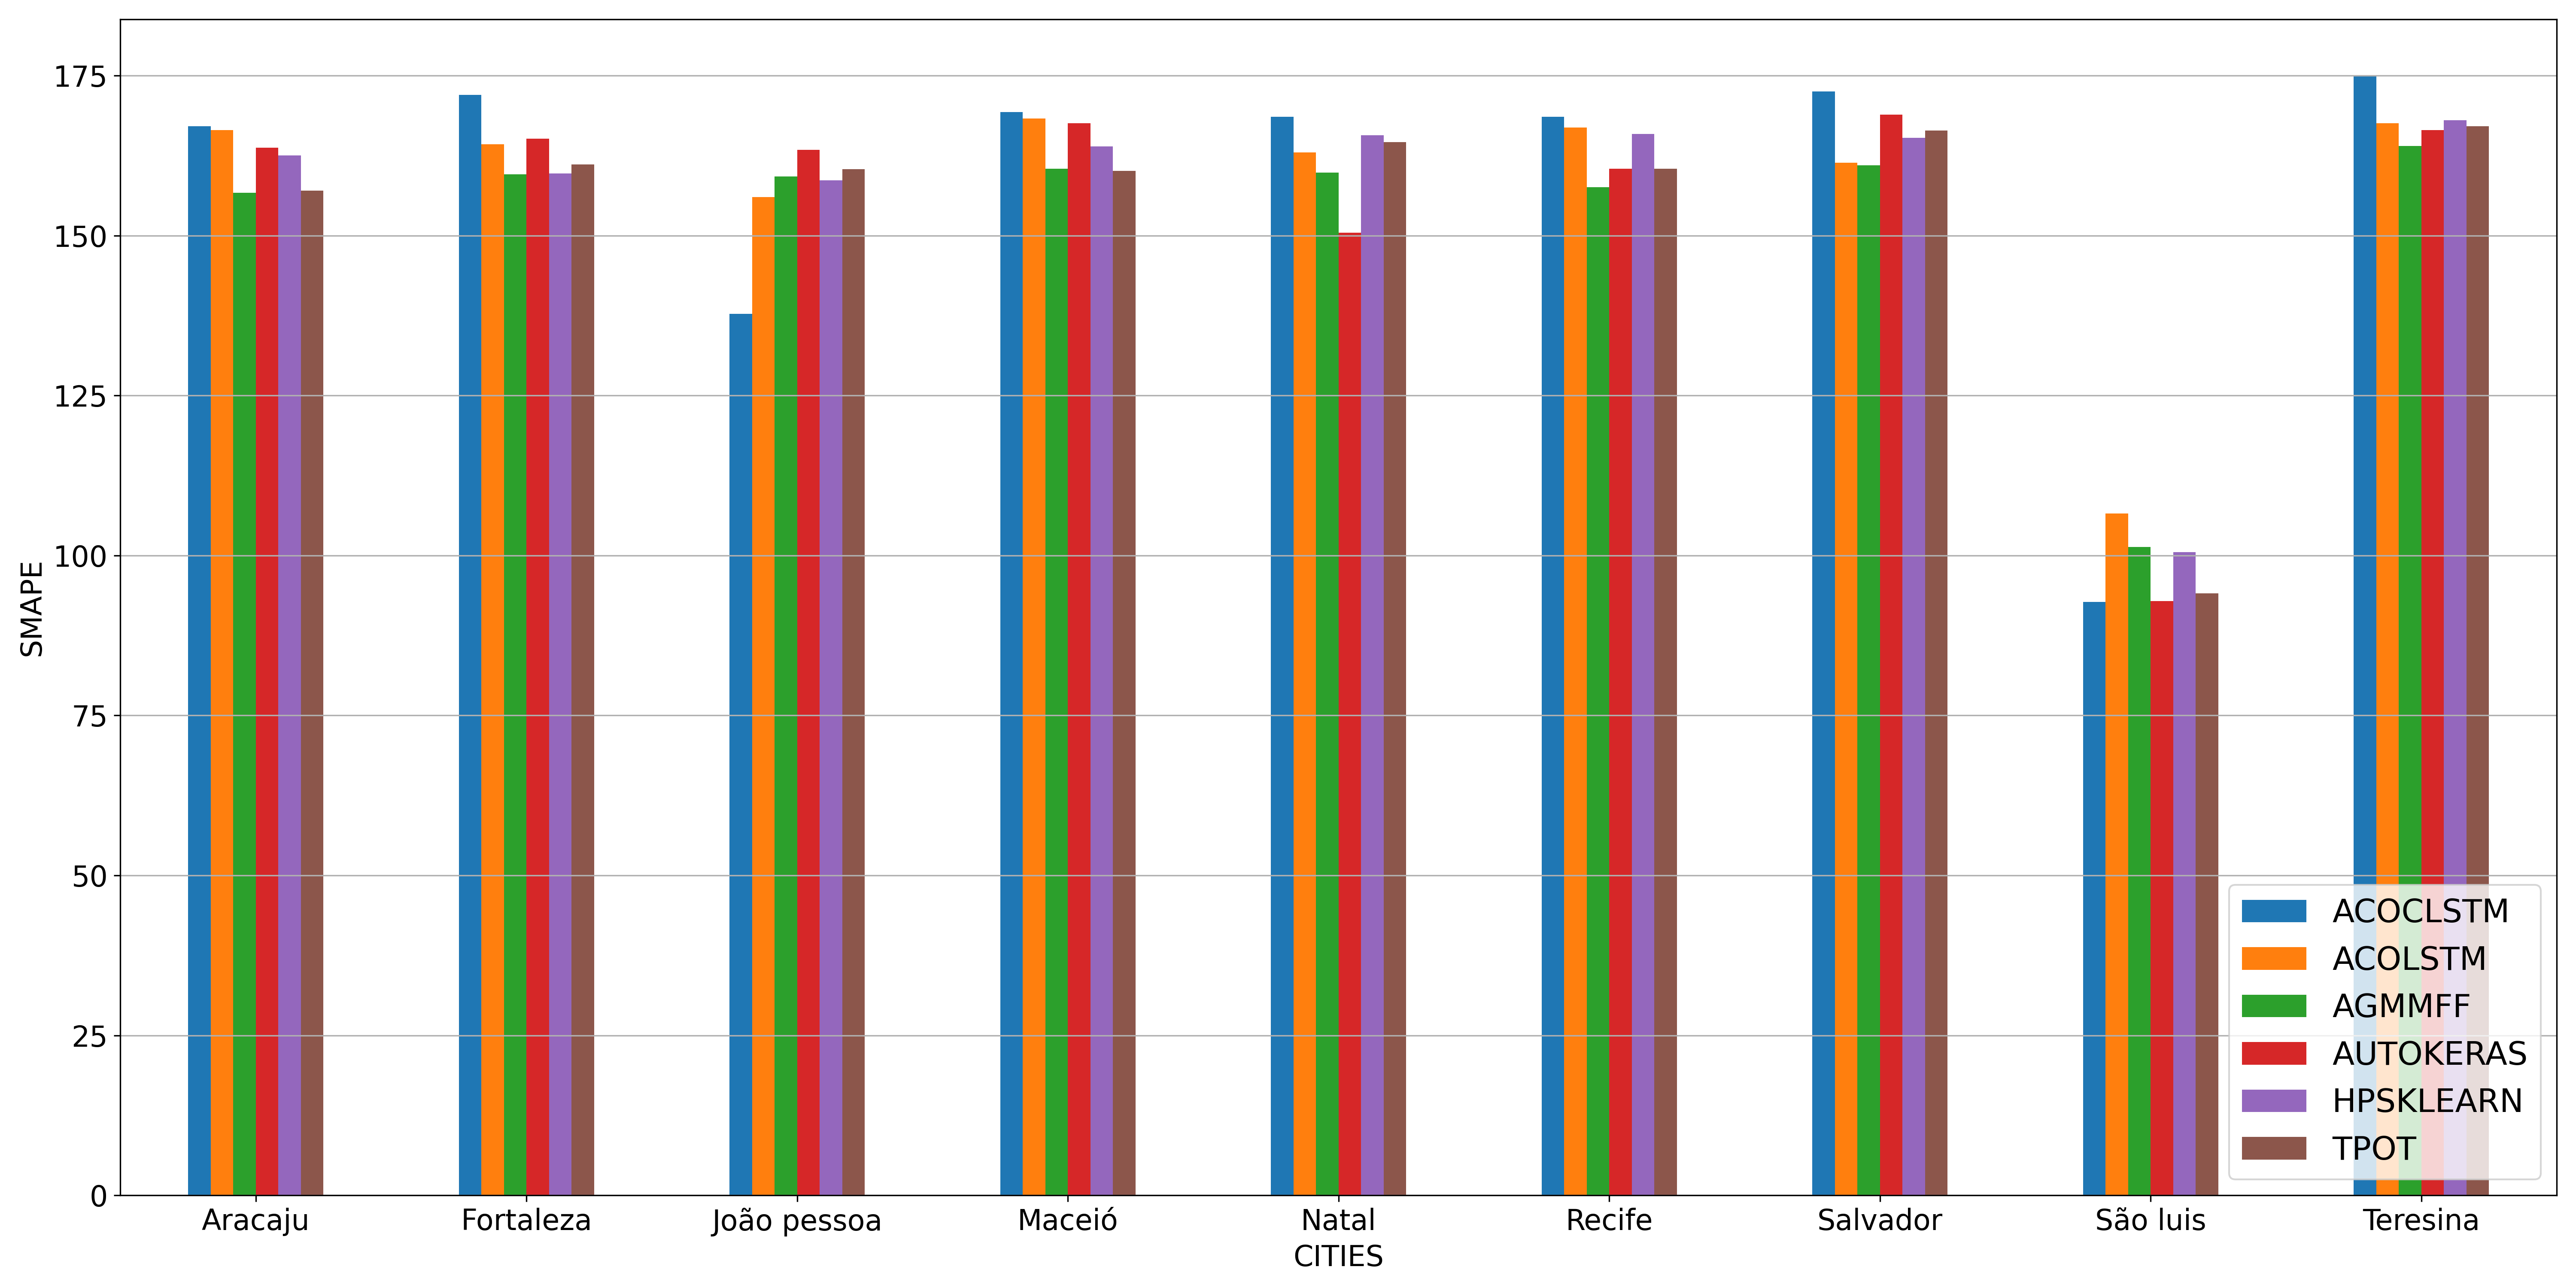 175
150
125
100
75
50
25
0
SMAPE
Aracaju
Fortaleza
João pessoa
Maceió
Natal
Recife
Salvador
São luis
Teresina
CITIES
ACOCLSTM
ACOLSTM
AGMMFF
AUTOKERAS
HPSKLEARN
TPOT